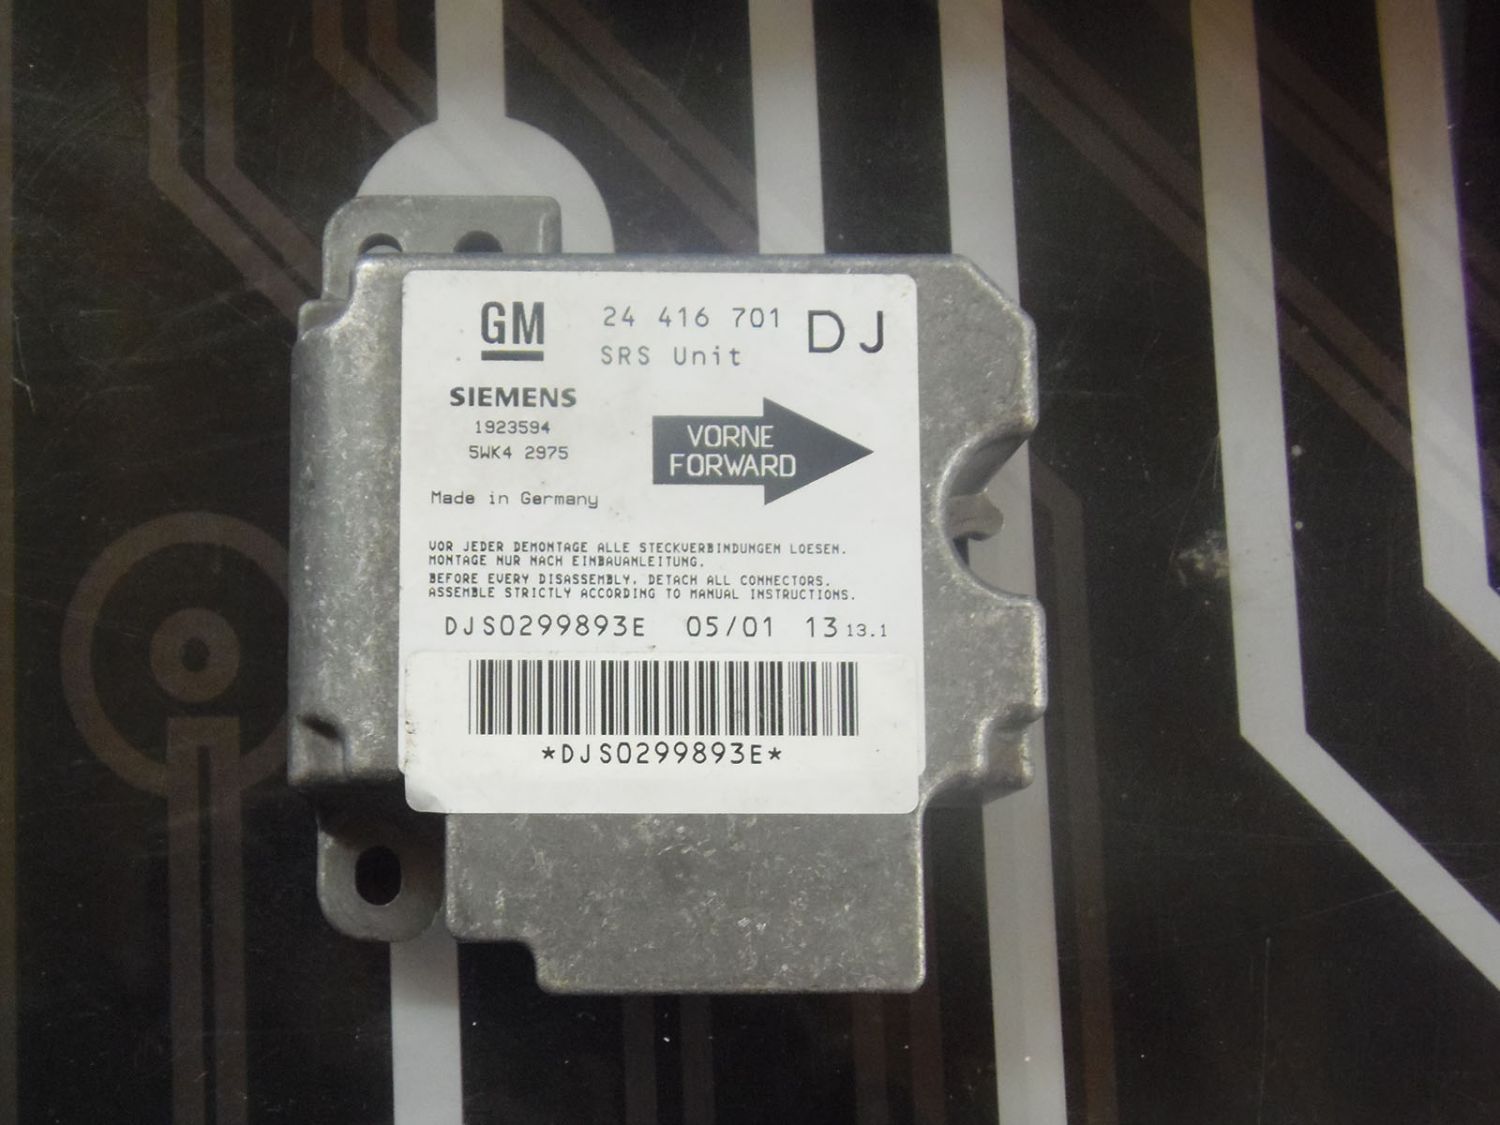 GM
24 416 701 DJ
SRS Unit
SIEMENS
1923594
5WK4 2975
VORNE
FORWARD
Made in Germany
VOR JEDER DEMONTAGE ALLE STECKVERBINDUNGEN LOESEN.
MONTAGE NUR NACH EINBAUANLEITUNG.
BEFORE EVERY DISASSEMBLY, DETACH ALL CONNECTORS.
ASSEMBLE STRICTLY ACCORDING TO MANUAL INSTRUCTIONS.
DJS0299893E 05/01 13 13.1
*DJS0299893E*